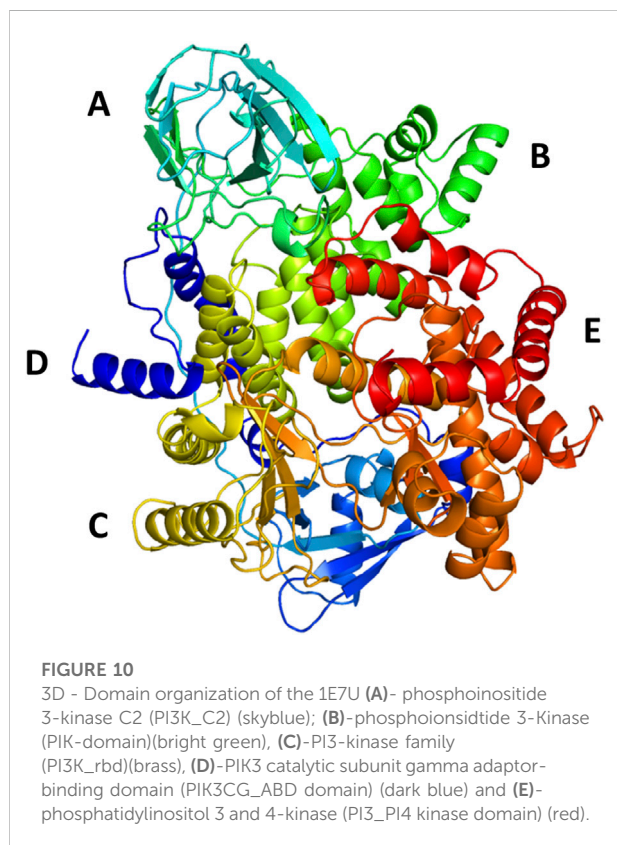 A
B
D
E
C
FIGURE 10
3D - Domain organization of the 1E7U (A)- phosphoinositide
3-kinase C2 (PI3K_C2) (skyblue); (B)-phosphoionsidtide 3-Kinase
(PIK-domain)(bright green), (C)-PI3-kinase family
(PI3K_rbd)(brass), (D)-PIK3 catalytic subunit gamma adaptor-
binding domain (PIK3CG_ABD domain) (dark blue) and (E)-
phosphatidylinositol 3 and 4-kinase (PI3_PI4 kinase domain) (red).